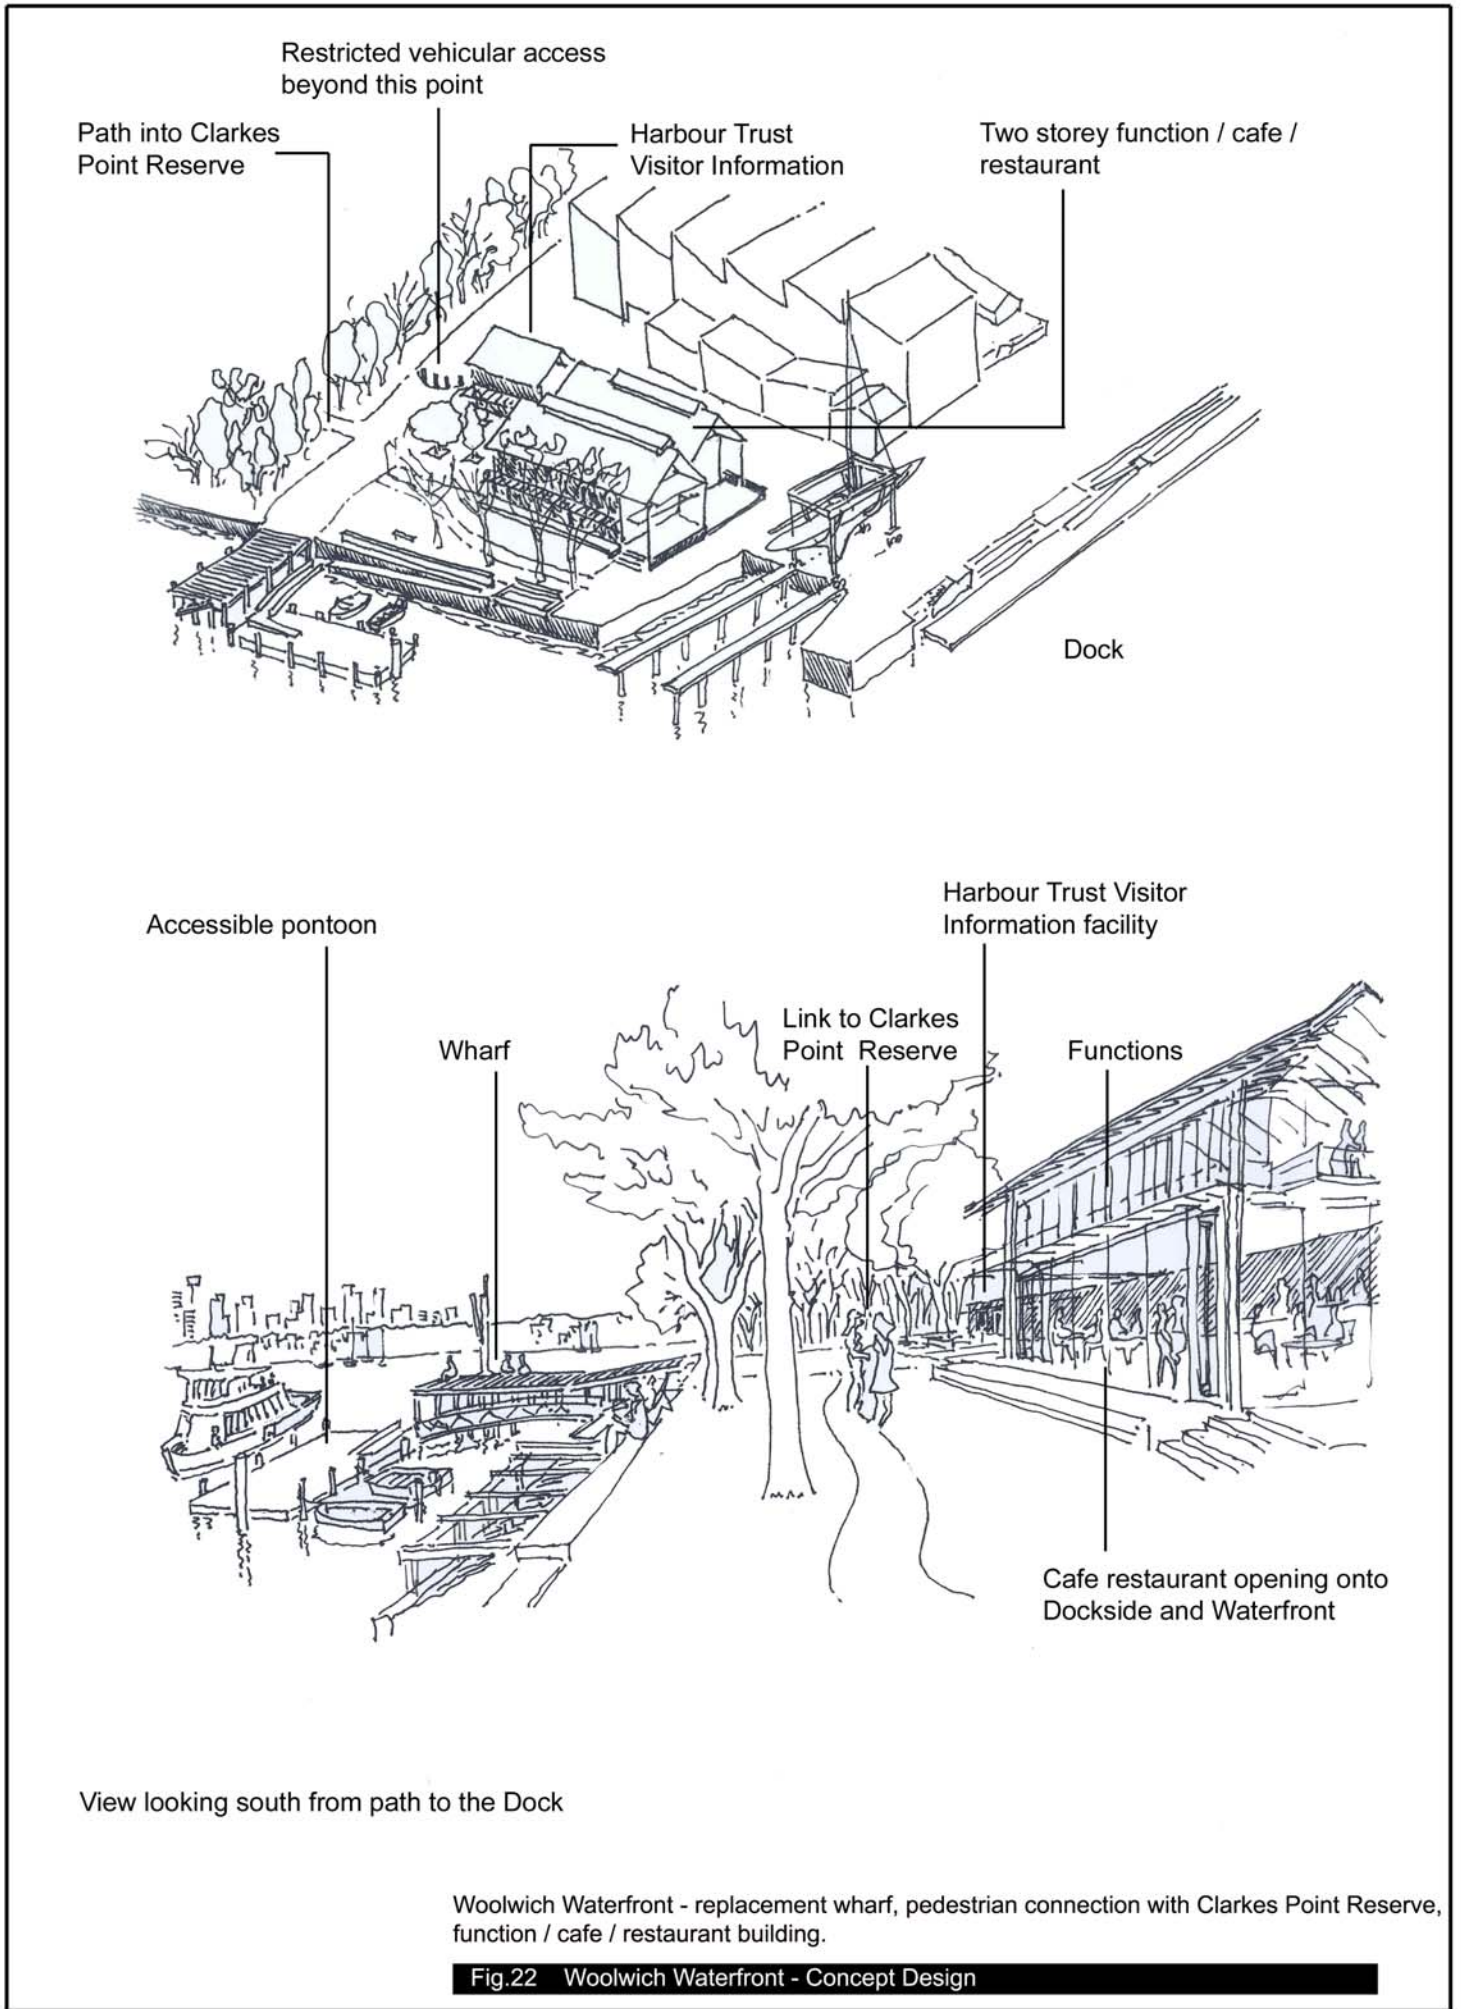 Restricted vehicular access
beyond this point
Path into Clarkes
Point Reserve
Harbour Trust
Visitor Information
Two storey function / cafe /
restaurant
Dock
Harbour Trust Visitor
Information facility
Accessible pontoon
Link to Clarkes
Point Reserve
Wharf
Functions
Cafe restaurant opening onto
Dockside and Waterfront
View looking south from path to the Dock
Woolwich Waterfront - replacement wharf, pedestrian connection with Clarkes Point Reserve,
function / cafe / restaurant building.
Fig.22 Woolwich Waterfront - Concept Design